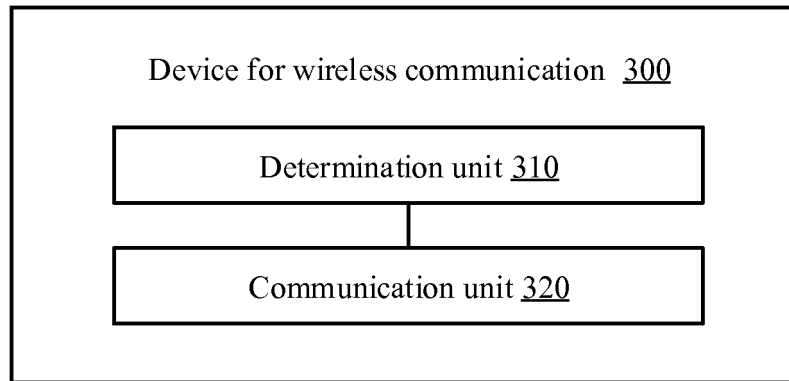 Device for wireless communication 300
Determination unit 310
Communication unit 320